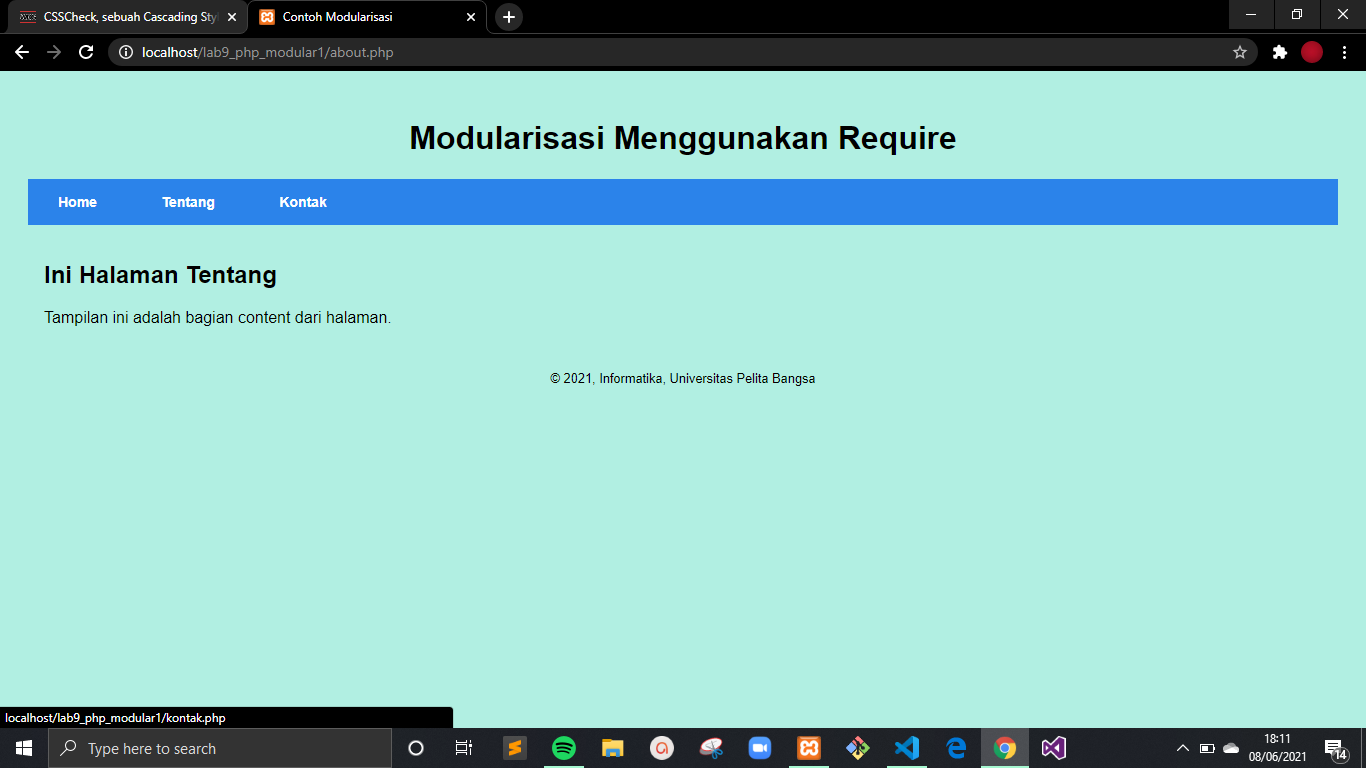 CSSCheck, sebuah Cascading Sty
Contoh Modularisasi
localhost/lab9_php_modular1/about.php
Modularisasi Menggunakan Require
Home Tentang Kontak
Ini Halaman Tentang
Tampilan ini adalah bagian content dari halaman.
© 2021, Informatika, Universitas Pelita Bangsa
localhost/lab9_php_modular1/kontak.php
Type here to search
18:11
08/06/2021
14